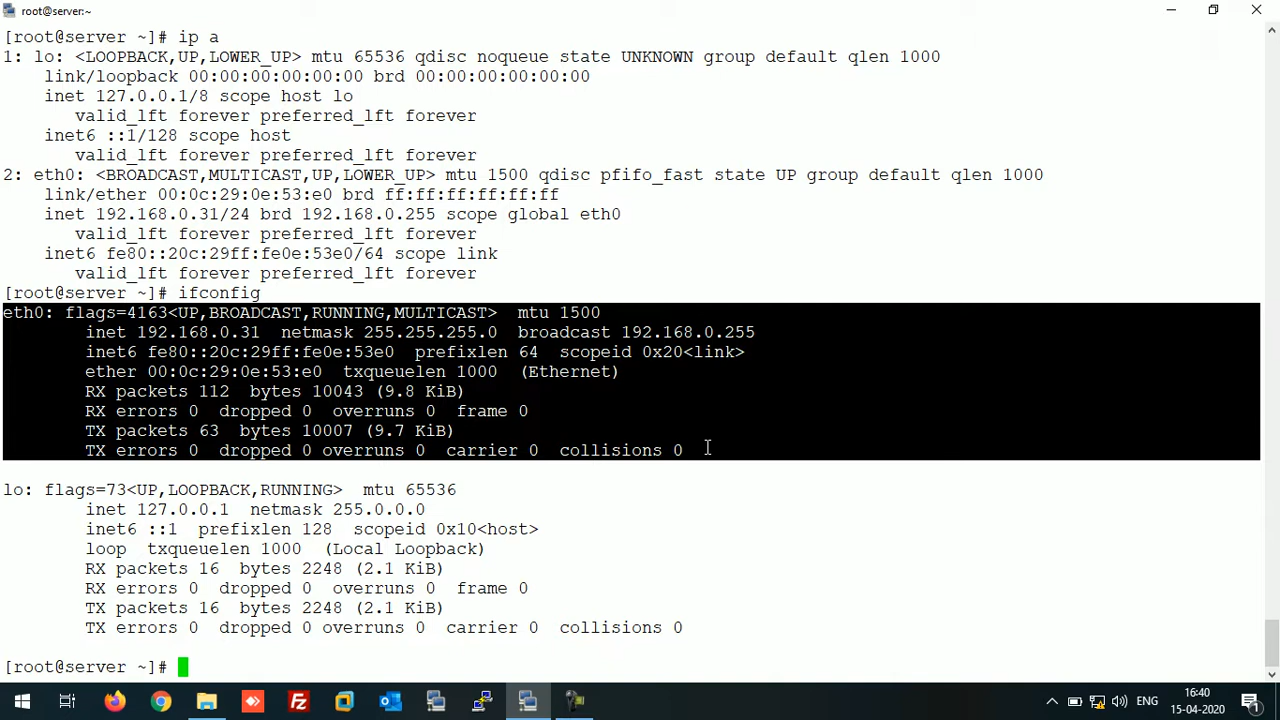 root@server:~
[root@server ~]# ip a
1: lo: <LOOPBACK,UP,LOWER_UP> mtu 65536 qdisc noqueue state UNKNOWN group default qlen 1000
link/loopback 00:00:00:00:00:00 brd 00:00:00:00:00:00
inet 127.0.0.1/8 scope host lo
valid_lft forever preferred_lft forever
inet6 ::1/128 scope host
valid_lft forever preferred_lft forever
2: eth0: <BROADCAST,MULTICAST,UP,LOWER_UP> mtu 1500 qdisc pfifo_fast state UP group default qlen 1000
link/ether 00:0c:29:0e:53:e0 brd ff:ff:ff:ff:ff:ff
inet 192.168.0.31/24 brd 192.168.0.255 scope global eth0
valid_lft forever preferred_lft forever
inet6 fe80::20c:29ff:fe0e:53e0/64 scope link
valid_lft forever preferred_lft forever
[root@server ~]# ifconfig
eth0: flags=4163<UP,BROADCAST,RUNNING,MULTICAST>  mtu 1500
inet 192.168.0.31  netmask 255.255.255.0  broadcast 192.168.0.255
inet6 fe80::20c:29ff:fe0e:53e0  prefixlen 64  scopeid 0x20<link>
ether 00:0c:29:0e:53:e0  txqueuelen 1000  (Ethernet)
RX packets 112  bytes 10043 (9.8 KiB)
RX errors 0  dropped 0  overruns 0  frame 0
TX packets 63  bytes 10007 (9.7 KiB)
TX errors 0  dropped 0 overruns 0  carrier 0  collisions 0
lo: flags=73<UP,LOOPBACK,RUNNING>  mtu 65536
inet 127.0.0.1  netmask 255.0.0.0
inet6 ::1  prefixlen 128  scopeid 0x10<host>
loop  txqueuelen 1000  (Local Loopback)
RX packets 16  bytes 2248 (2.1 KiB)
RX errors 0  dropped 0  overruns 0  frame 0
TX packets 16  bytes 2248 (2.1 KiB)
TX errors 0  dropped 0 overruns 0  carrier 0  collisions 0
[root@server ~]#
ENG
16:40
15-04-2020
1